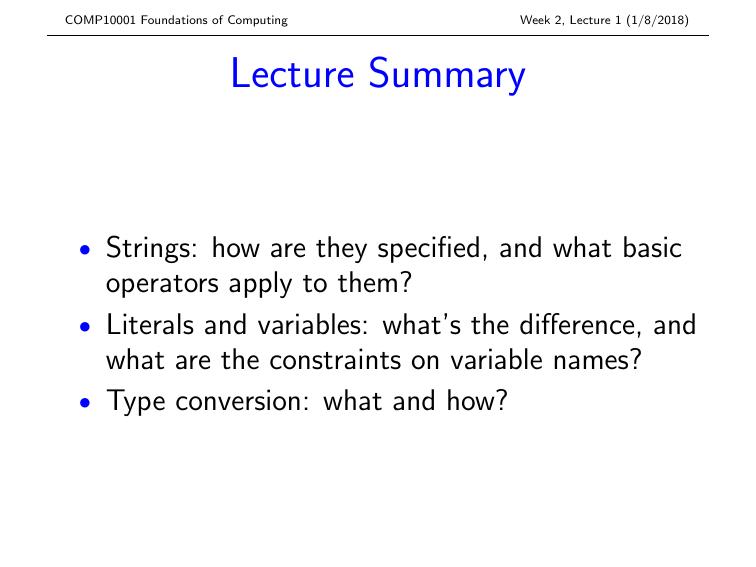 COMP10001 Foundations of Computing
Week 2, Lecture 1 (1/8/2018)
Lecture Summary
• Strings: how are they specified, and what basic
operators apply to them?
• Literals and variables: what's the difference, and
what are the constraints on variable names?
• Type conversion: what and how?